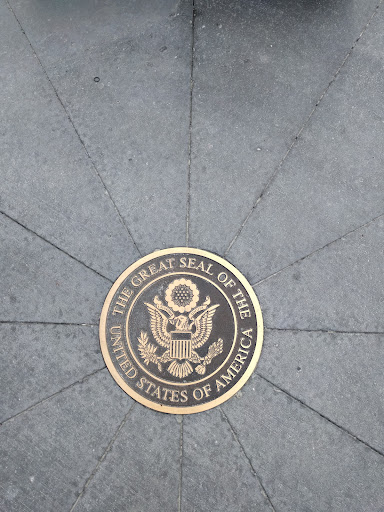 THE GREAT SEAL OF THE
UNITED STATES OF AMERICA